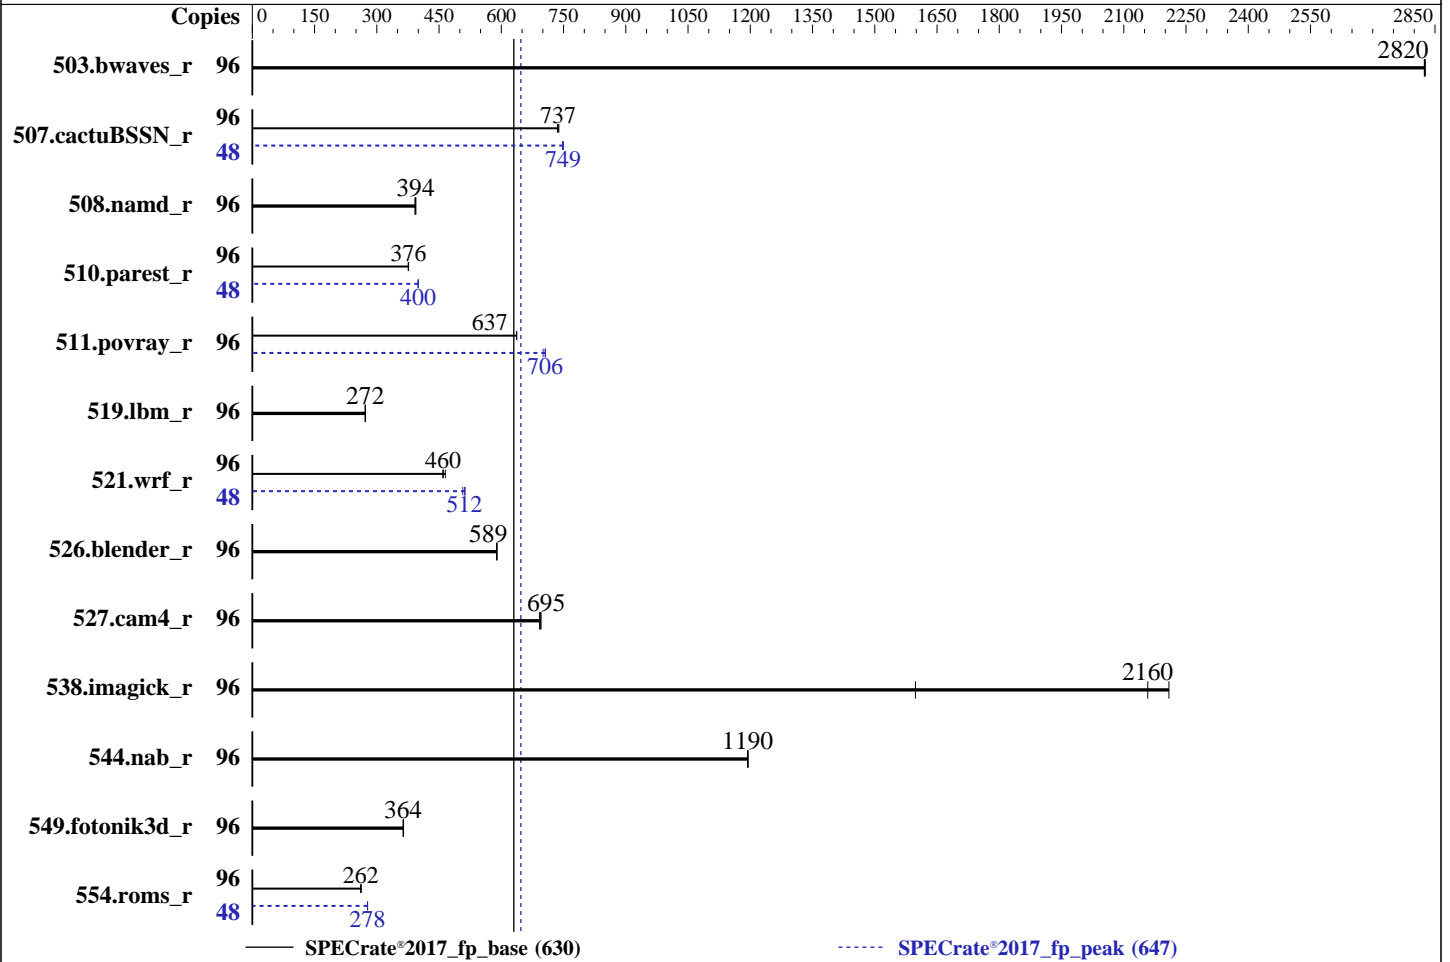 Copies 0 150 300 450 600 750 900 1050 1200 1350 1500 1650 1800 1950 2100 2250 2400 2550 2850
503.bwaves_r 96 2820
507.cactuBSSN_r 96 737
48 749
508.namd_r 96 394
510.parest_r 96 376
48 400
511.povray_r 96 637
706
519.lbm_r 96 272
521.wrf_r 96 460
48 512
526.blender_r 96 589
527.cam4_r 96 695
538.imagick_r 96 2160
544.nab_r 96 1190
549.fotonik3d_r 96 364
554.roms_r 96 262
48 278
SPECrate®2017_fp_base (630) SPECrate®2017_fp_peak (647)